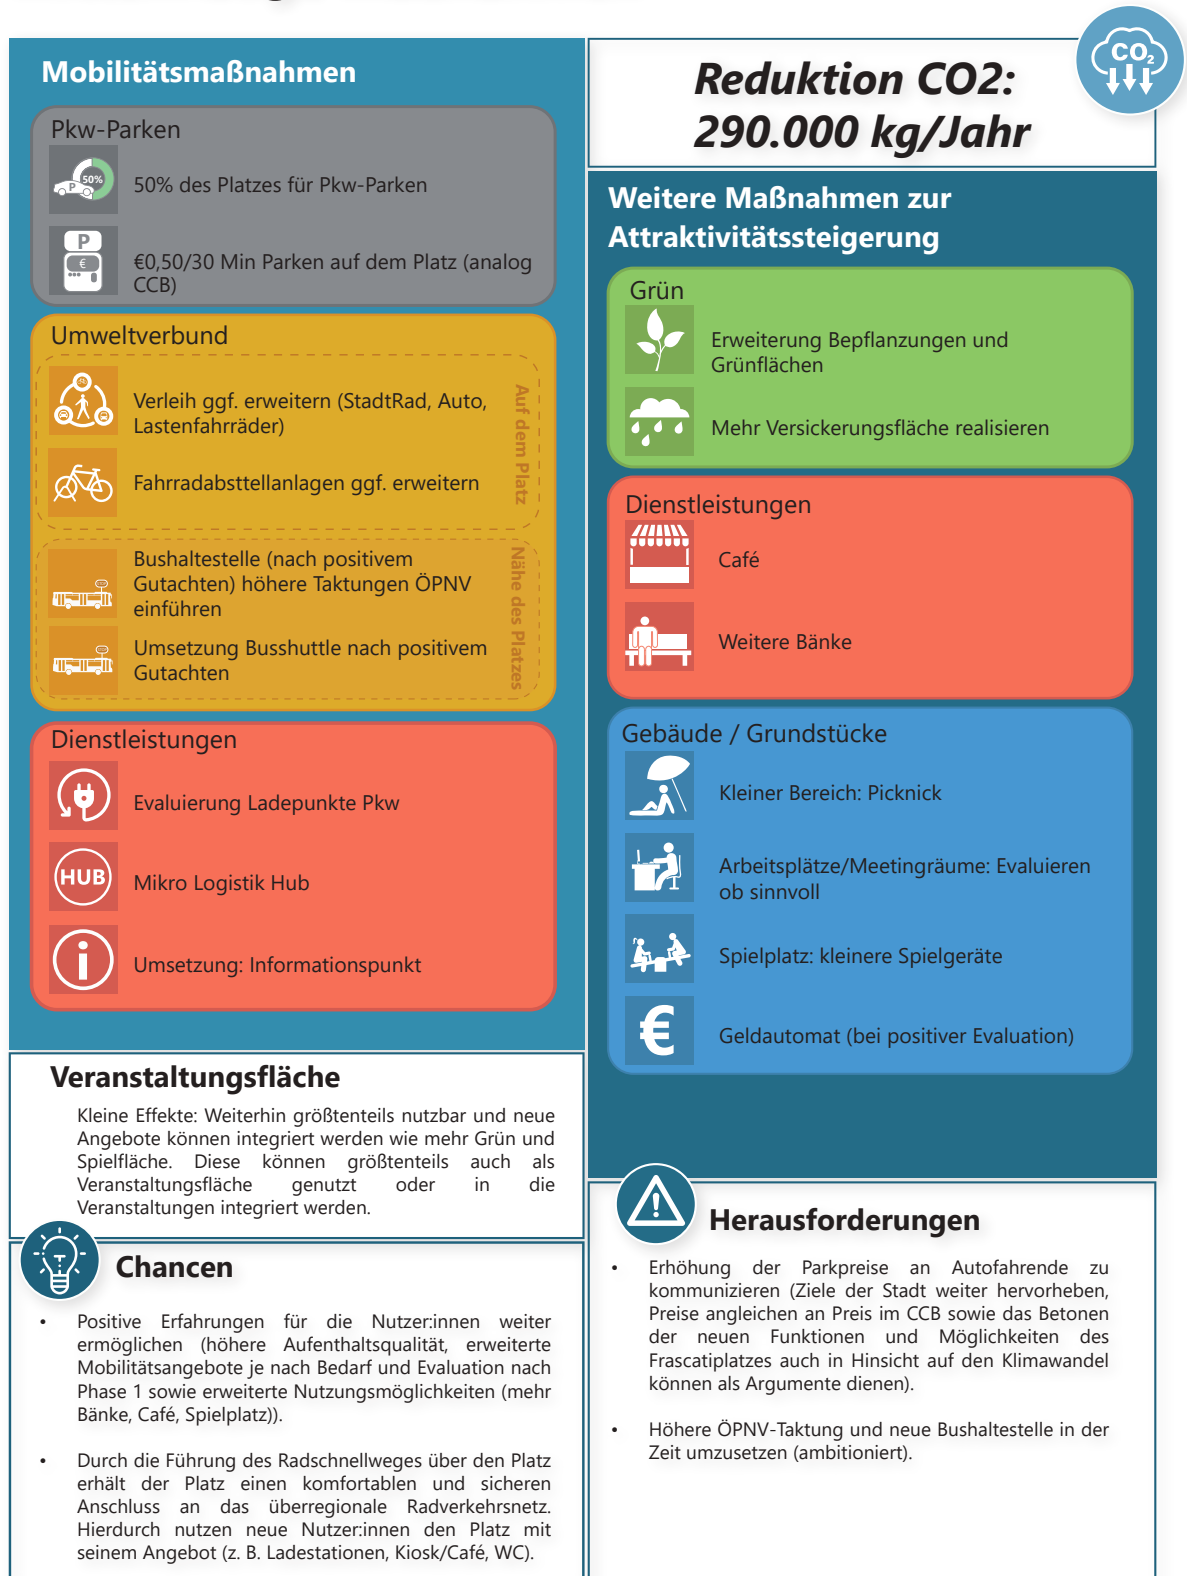 Mobilitätsmaßnahmen
Pkw-Parken
50%
P
50% des Platzes für Pkw-Parken
P
€
€0,50/30 Min Parken auf dem Platz (analog
CCB)
Umweltverbund
Auf dem Platz
Verleih ggf. erweitern (StadtRad, Auto,
Lastenfahrräder)
Fahrradabsttellanlagen ggf. erweitern
Nähe des Platzes
Bushaltestelle (nach positivem
Gutachten) höhere Taktungen ÖPNV
einführen
Umsetzung Busshuttle nach positivem
Gutachten
Dienstleistungen
Evaluierung Ladepunkte Pkw
HUB
Mikro Logistik Hub
i
Umsetzung: Informationspunkt
Veranstaltungsfläche
Kleine Effekte: Weiterhin größtenteils nutzbar und neue
Angebote können integriert werden wie mehr Grün und
Spielfläche. Diese können größtenteils auch als
Veranstaltungsfläche genutzt oder in die
Veranstaltungen integriert werden.
Chancen
• Positive Erfahrungen für die Nutzer:innen weiter
ermöglichen (höhere Aufenthaltsqualität, erweiterte
Mobilitätsangebote je nach Bedarf und Evaluation nach
Phase 1 sowie erweiterte Nutzungsmöglichkeiten (mehr
Bänke, Café, Spielplatz)).
• Durch die Führung des Radschnellweges über den Platz
erhält der Platz einen komfortablen und sicheren
Anschluss an das überregionale Radverkehrsnetz.
Hierdurch nutzen neue Nutzer:innen den Platz mit
seinem Angebot (z. B. Ladestationen, Kiosk/Café, WC).
CO₂
Reduktion CO2:
290.000 kg/Jahr
Weitere Maßnahmen zur
Attraktivitätssteigerung
Grün
Erweiterung Bepflanzungen und
Grünflächen
Mehr Versickerungsfläche realisieren
Dienstleistungen
Café
Weitere Bänke
Gebäude / Grundstücke
Kleiner Bereich: Picknick
Arbeitsplätze/Meetingräume: Evaluieren
ob sinnvoll
Spielplatz: kleinere Spielgeräte
€
Geldautomat (bei positiver Evaluation)
Herausforderungen
• Erhöhung der Parkpreise an Autofahrende zu
kommunizieren (Ziele der Stadt weiter hervorheben,
Preise angleichen an Preis im CCB sowie das Betonen
der neuen Funktionen und Möglichkeiten des
Frascatiplatzes auch in Hinsicht auf den Klimawandel
können als Argumente dienen).
• Höhere ÖPNV-Taktung und neue Bushaltestelle in der
Zeit umzusetzen (ambitioniert).